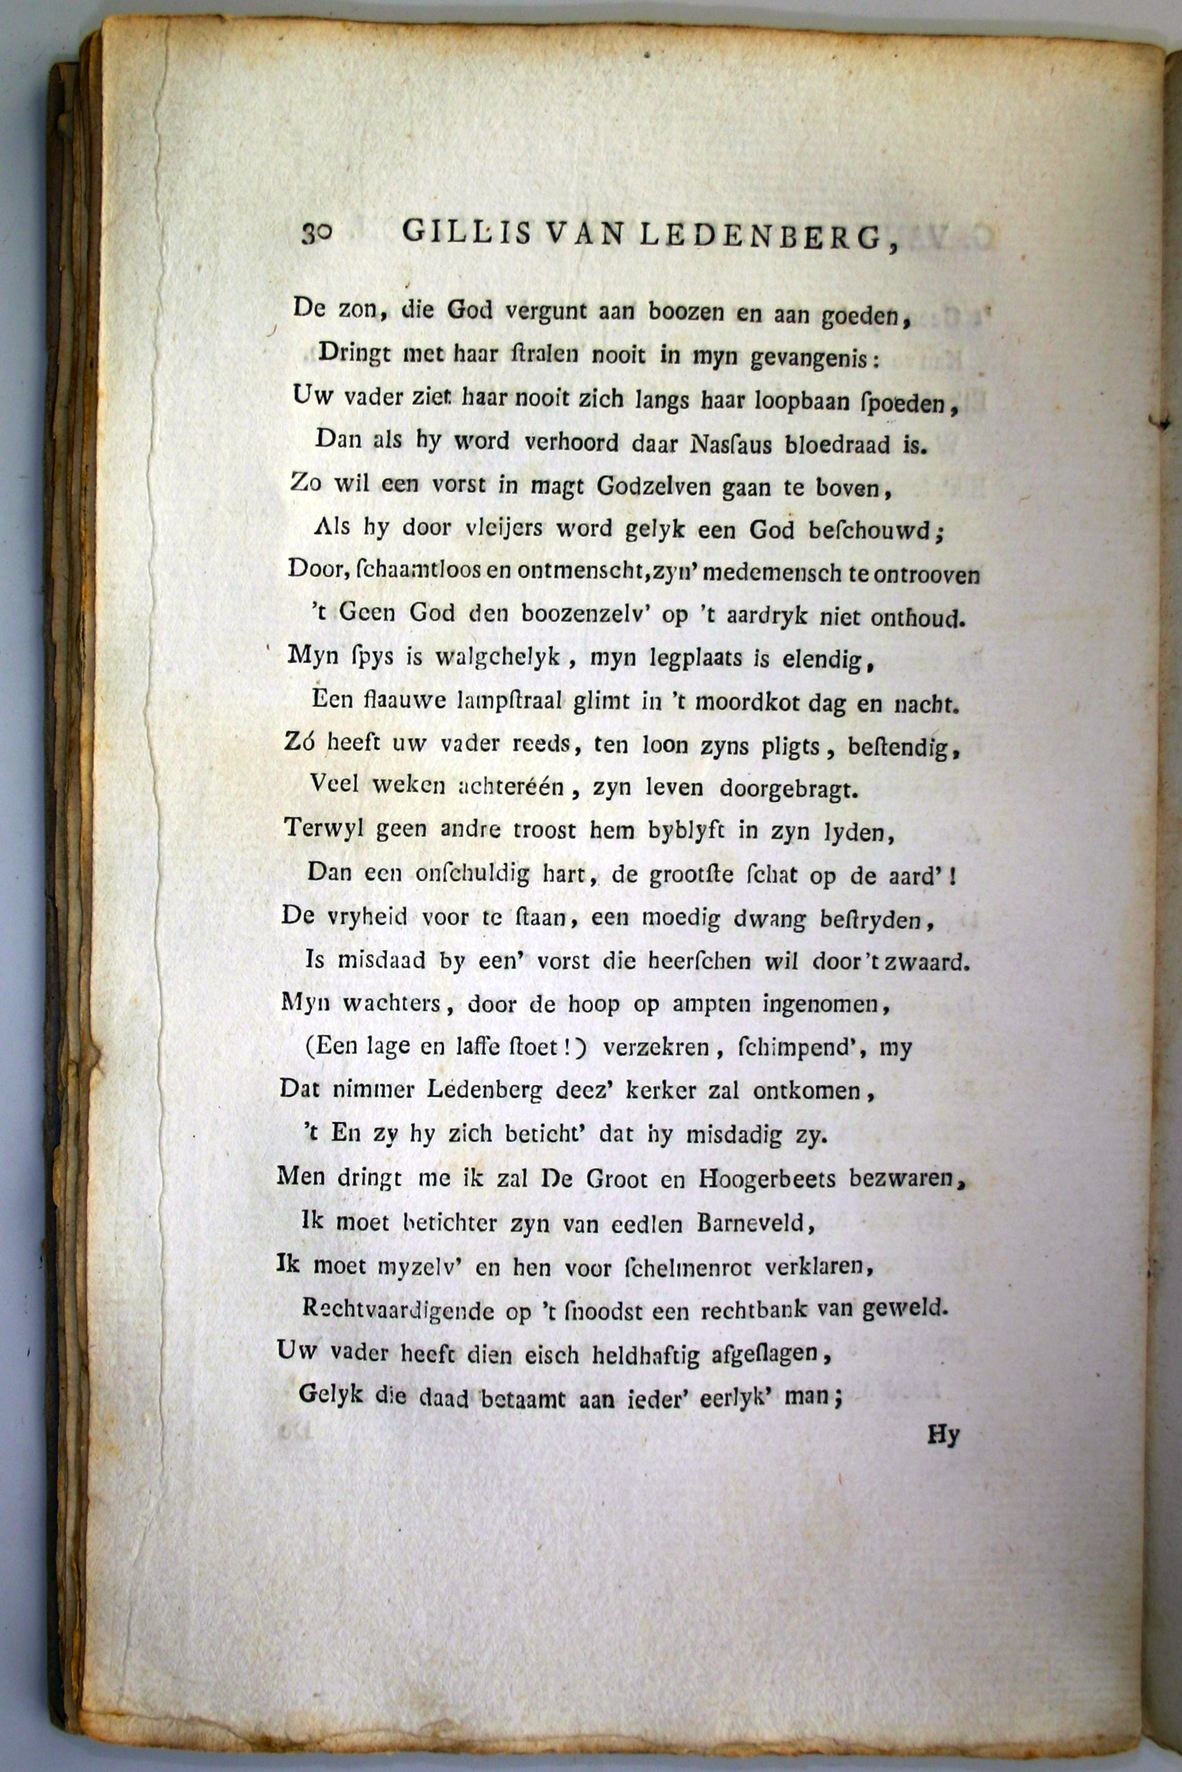 30 GILLIS VAN LEDENBERG,
De zon, die God vergunt aan boozen en aan goeden,
Dringt met haar ſtralen nooit in myn gevangenis:
Uw vader ziet haar nooit zich langs haar loopbaan ſpoeden,
Dan als hy word verhoord daar Nasſaus bloedraad is.
Zo wil een vorst in magt Godzelven gaan te boven,
Als hy door vleijers word gelyk een God beſchouwd;
Door, ſchaamtloos en ontmenscht, zyn' medemensch te ontrooven
't Geen God den boozenzelv' op 't aardryk niet onthoud.
Myn ſpys is walgchelyk, myn legplaats is elendig,
Een flaauwe lampſtraal glimt in 't moordkot dag en nacht.
Zó heeft uw vader reeds, ten loon zyns pligts, beſtendig,
Veel weken achteréén, zyn leven doorgebragt.
Terwyl geen andre troost hem byblyft in zyn lyden,
Dan een onſchuldig hart, de grootſte ſchat op de aard'!
De vryheid voor te ſtaan, een moedig dwang beſtryden,
Is misdaad by een' vorst die heerſchen wil door 't zwaard.
Myn wachters, door de hoop op ampten ingenomen,
(Een lage en laffe ſtoet!) verzekren, ſchimpend', my
Dat nimmer Ledenberg deez' kerker zal ontkomen,
't En zy hy zich beticht' dat hy misdadig zy.
Men dringt me ik zal De Groot en Hoogerbeets bezwaren,
Ik moet betichter zyn van eedlen Barneveld,
Ik moet myzelv' en hen voor ſchelmenrot verklaren,
Rechtvaardigende op 't ſnoodst een rechtbank van geweld.
Uw vader heeft dien eisch heldhaftig afgeſlagen,
Gelyk die daad betaamt aan ieder' eerlyk' man;
Hy